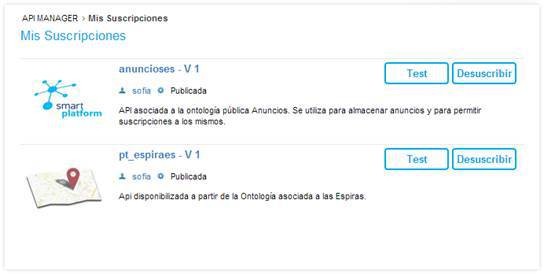 API MANAGER > Mis Suscripciones
Mis Suscripciones
anuncioses - V 1
Test
Desuscribir
sofia Publicada
API asociada a la ontología pública Anuncios. Se utiliza para almacenar anuncios y para permitir
suscripciones a los mismos.
smart
platform
pt_espiraes - V 1
Test
Desuscribir
sofia Publicada
Api disponibilizada a partir de la Ontología asociada a las Espiras.